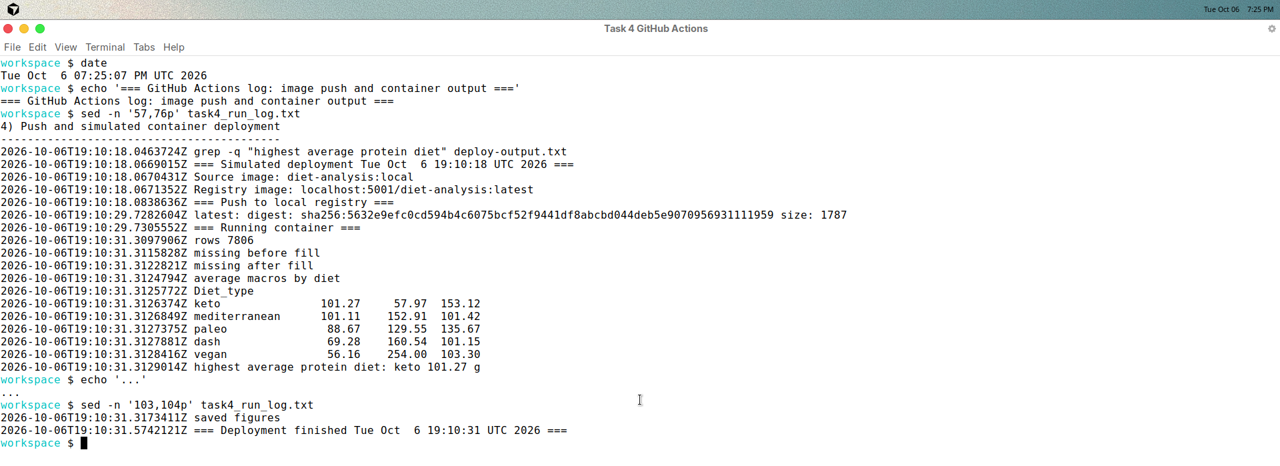 Tue Oct 06 7:25 PM
Task 4 GitHub Actions
File Edit View Terminal Tabs Help
workspace $ date
Tue Oct  6 07:25:07 PM UTC 2026
workspace $ echo '=== GitHub Actions log: image push and container output ==='
=== GitHub Actions log: image push and container output ===
workspace $ sed -n '57,76p' task4_run_log.txt
4) Push and simulated container deployment
------------------------------------------
2026-10-06T19:10:18.0463724Z grep -q "highest average protein diet" deploy-output.txt
2026-10-06T19:10:18.0669015Z === Simulated deployment Tue Oct  6 19:10:18 UTC 2026 ===
2026-10-06T19:10:18.0670431Z Source image: diet-analysis:local
2026-10-06T19:10:18.0671352Z Registry image: localhost:5001/diet-analysis:latest
2026-10-06T19:10:18.0838636Z === Push to local registry ===
2026-10-06T19:10:29.7282604Z latest: digest: sha256:5632e9efc0cd594b4c6075bcf52f9441df8abcbd044deb5e9070956931111959 size: 1787
2026-10-06T19:10:29.7305552Z === Running container ===
2026-10-06T19:10:31.3097906Z rows 7806
2026-10-06T19:10:31.3115828Z missing before fill
2026-10-06T19:10:31.3122821Z missing after fill
2026-10-06T19:10:31.3124794Z average macros by diet
2026-10-06T19:10:31.3125772Z Diet_type
2026-10-06T19:10:31.3126374Z keto               101.27     57.97  153.12
2026-10-06T19:10:31.3126849Z mediterranean      101.11    152.91  101.42
2026-10-06T19:10:31.3127375Z paleo               88.67    129.55  135.67
2026-10-06T19:10:31.3127881Z dash                69.28    160.54  101.15
2026-10-06T19:10:31.3128416Z vegan               56.16    254.00  103.30
2026-10-06T19:10:31.3129014Z highest average protein diet: keto 101.27 g
workspace $ echo '...'
...
workspace $ sed -n '103,104p' task4_run_log.txt
2026-10-06T19:10:31.3173411Z saved figures
2026-10-06T19:10:31.5742121Z === Deployment finished Tue Oct  6 19:10:31 UTC 2026 ===
workspace $